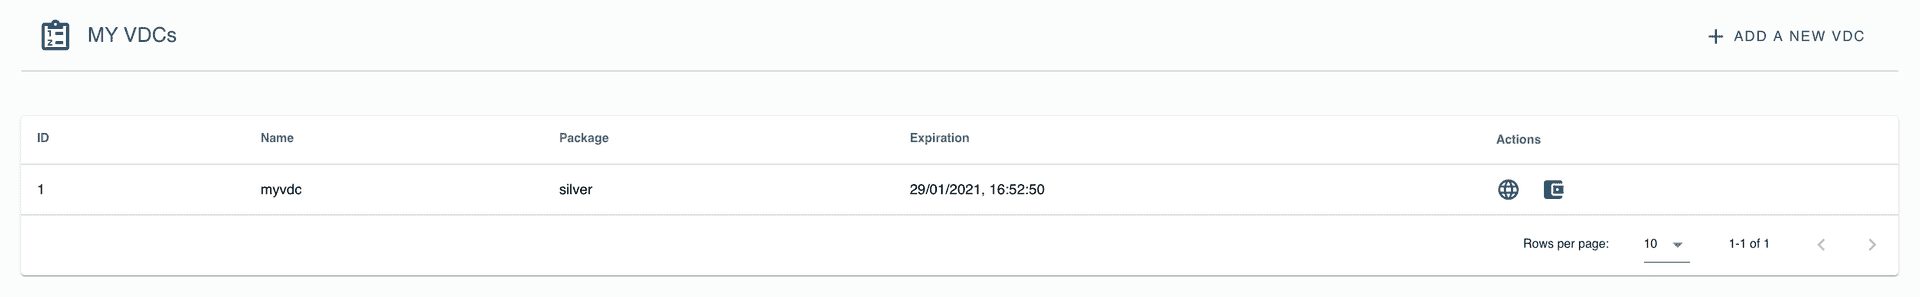 MY VDCs
ADD A NEW VDC
ID Name Package Expiration Actions
1 myvdc silver 29/01/2021, 16:52:50
Rows per page: 10 1-1 of 1